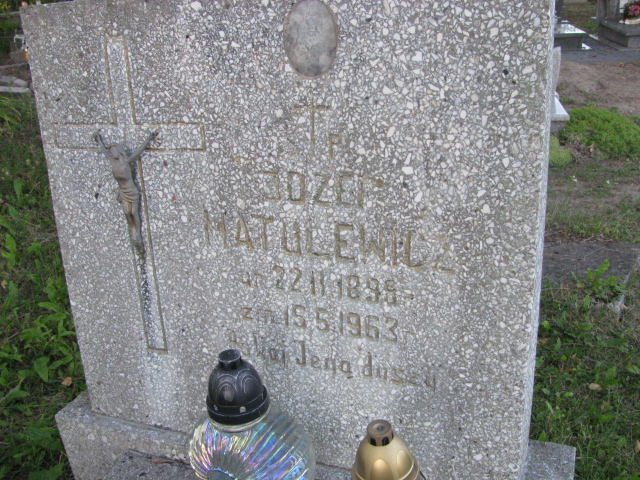 Ś P
JÓZEF
MATULEWICZ
ur 22.11.1898
zm 15.5.1963
Pokój Jego duszy